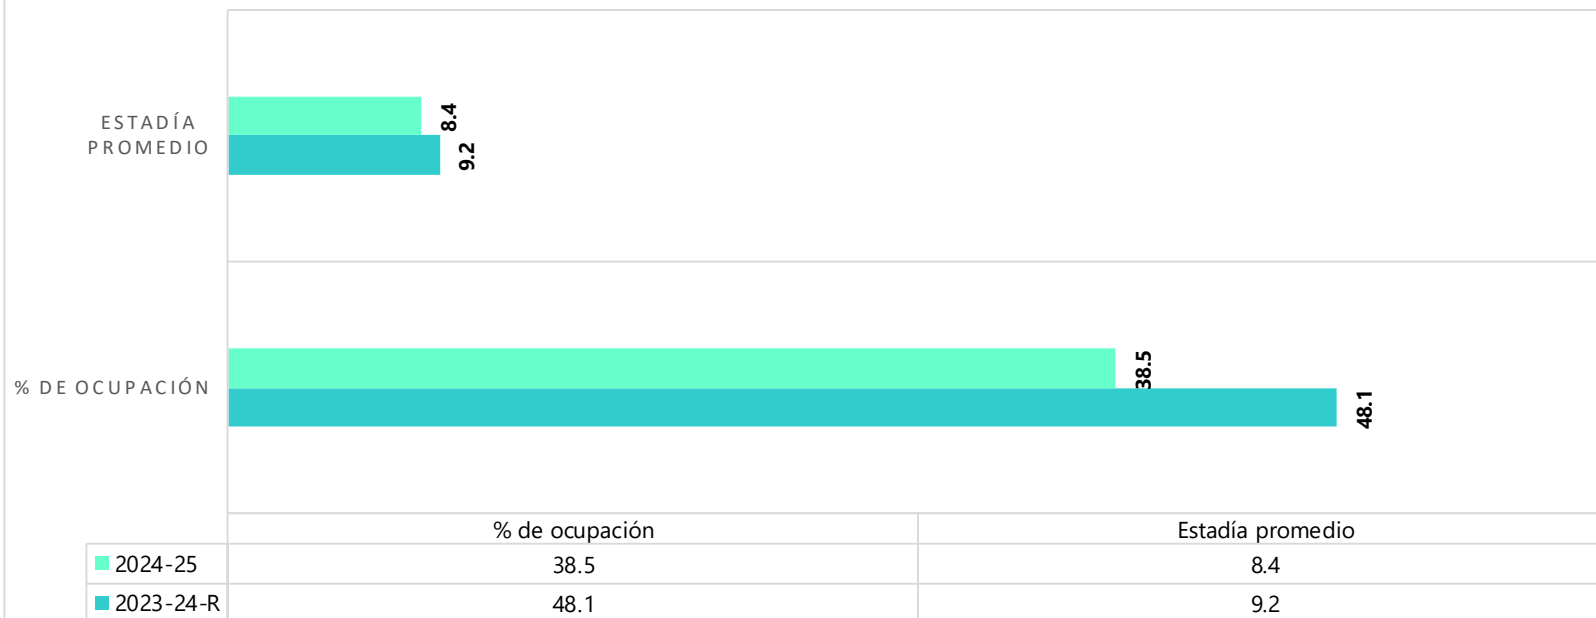 ESTADÍA
PROMEDIO
8.4
9.2
% DE OCUPACIÓN
38.5
48.1
% de ocupación Estadía promedio
2024-25 38.5 8.4
2023-24-R 48.1 9.2